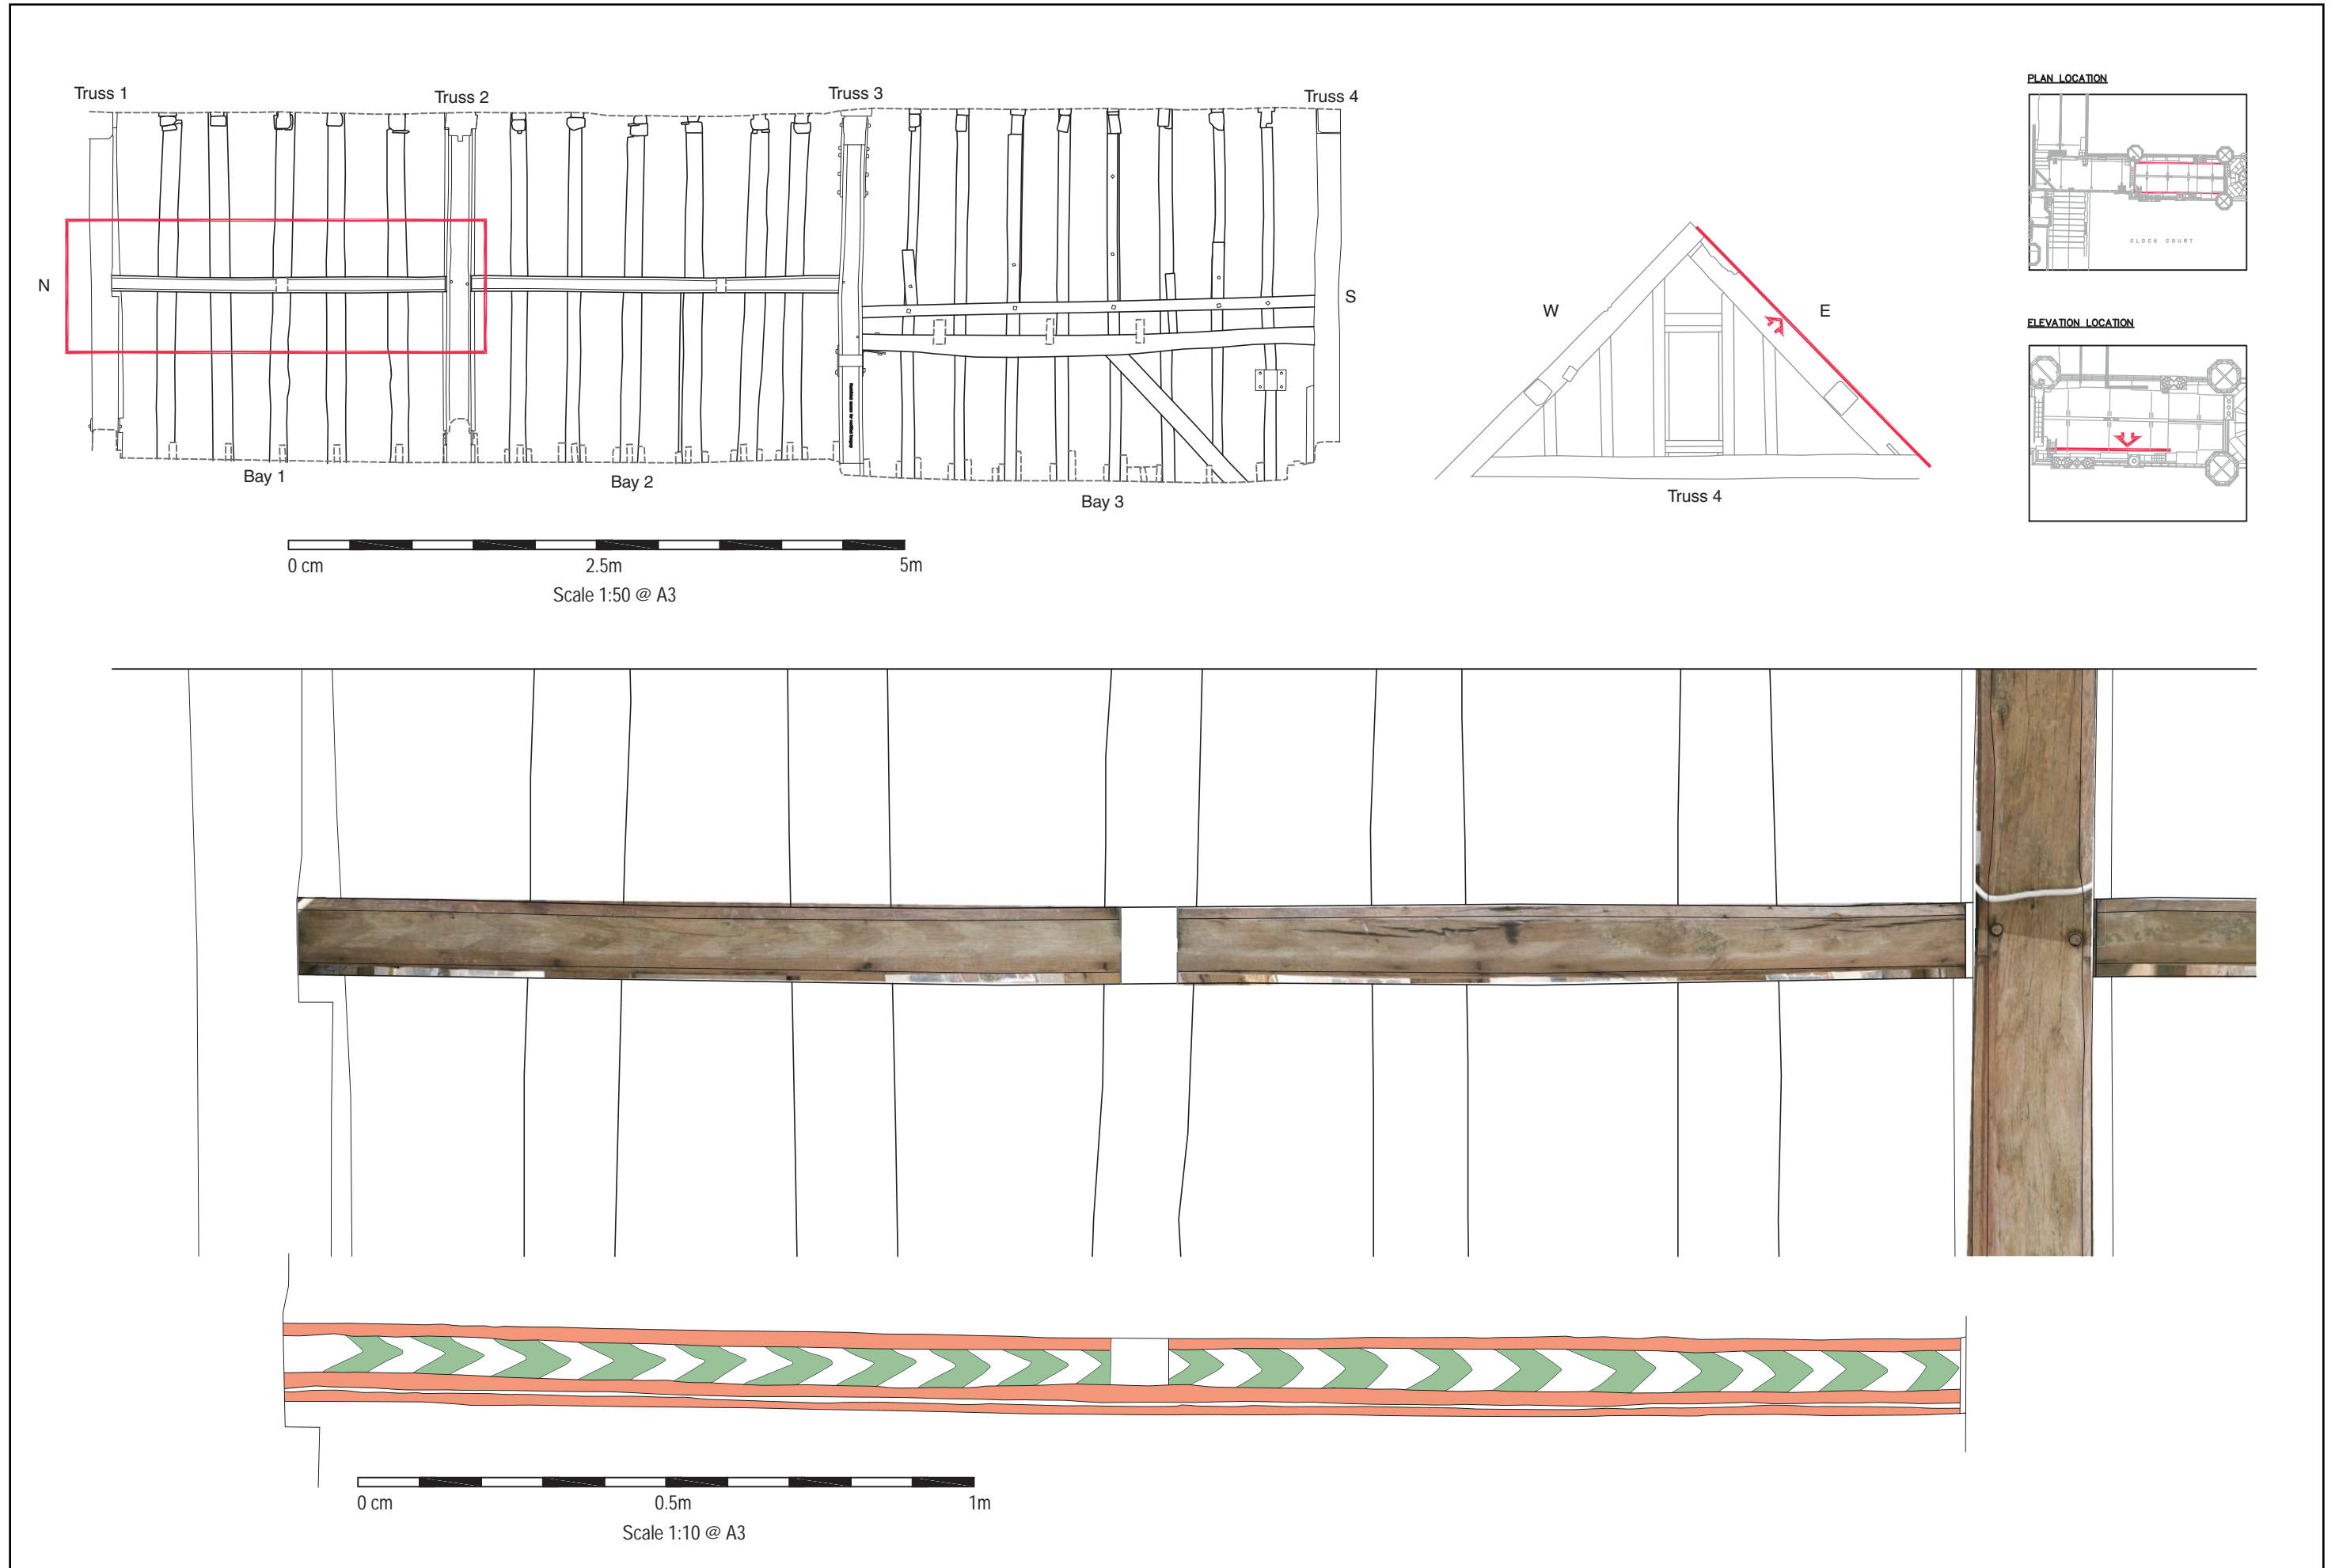 Truss 1
Truss 2
Truss 3
Truss 4
N
S
Bay 1
Bay 2
Bay 3
0 cm
2.5m
5m
Scale 1:50 @ A3
W
E
Truss 4
PLAN LOCATION
CLOCK COURT
ELEVATION LOCATION
0 cm
0.5m
1m
Scale 1:10 @ A3